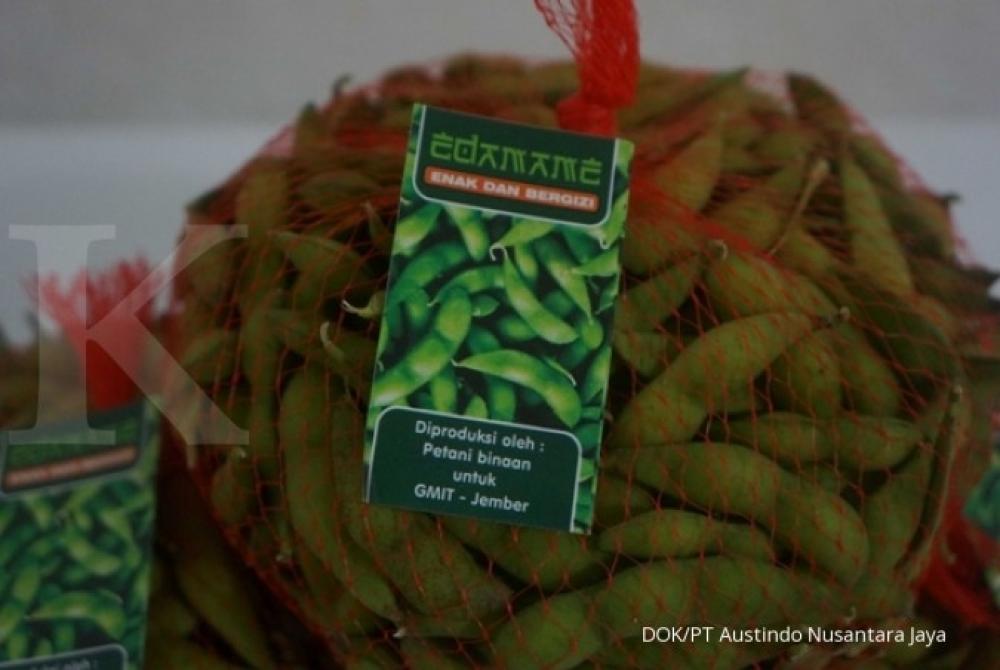 EDAMAME
ENAK DAN BERGIZI
Diproduksi oleh :
Petani binaan
untuk
GMIT - Jember
K
DOK/PT Austindo Nusantara Jaya